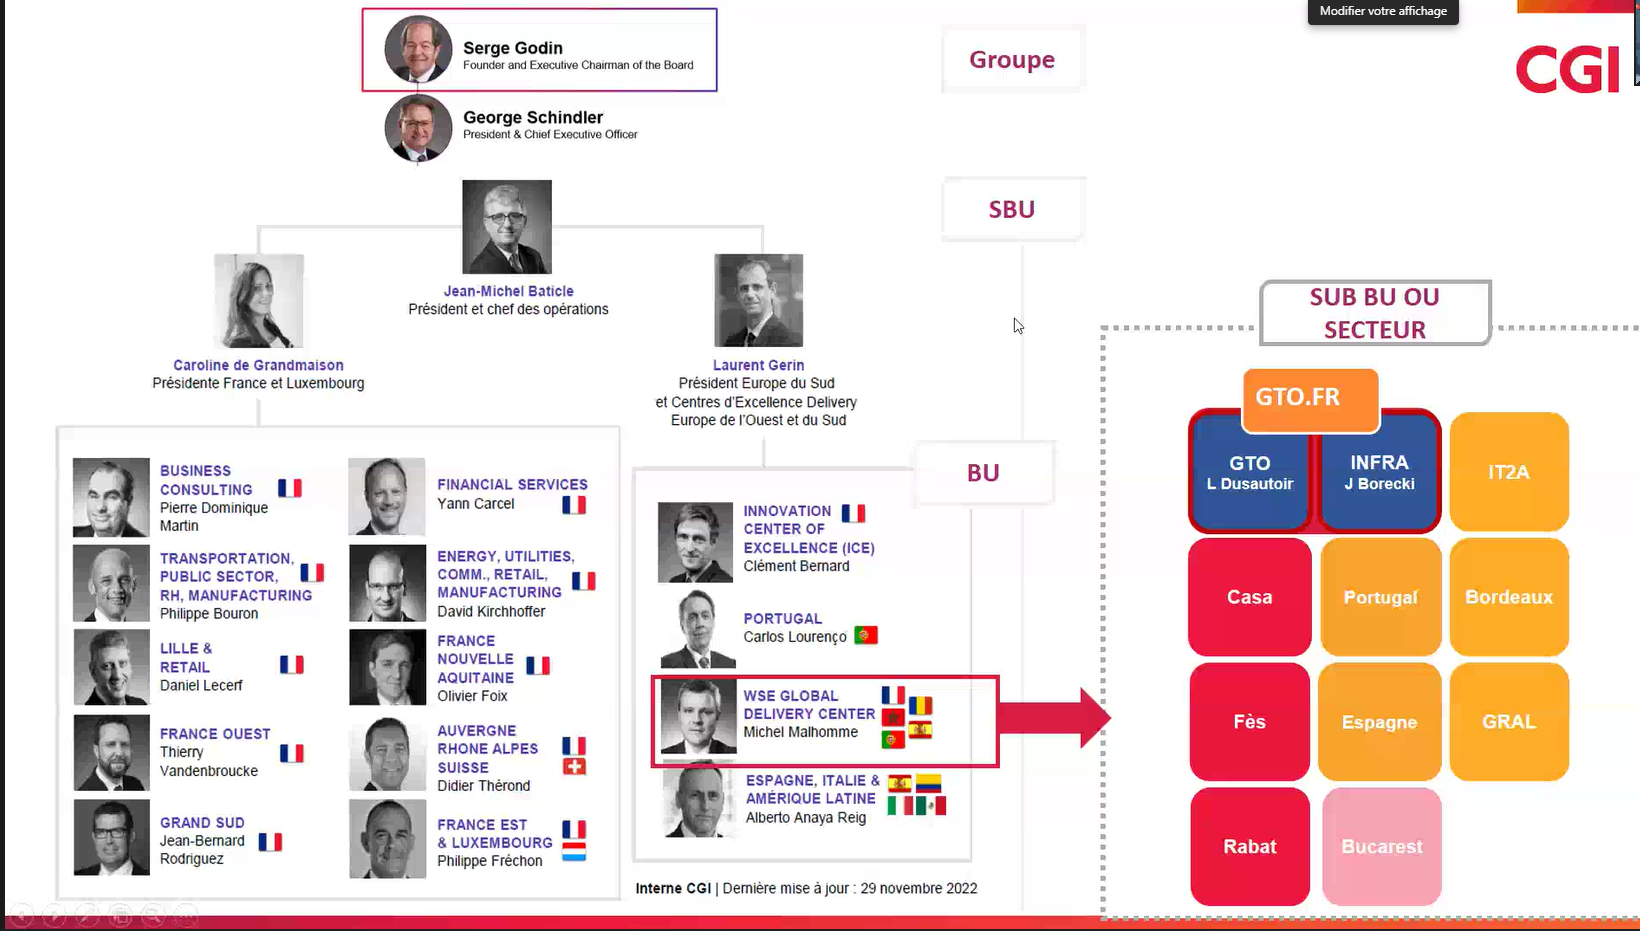 Modifier votre affichage
CGI
Serge Godin
Founder and Executive Chairman of the Board
George Schindler
President & Chief Executive Officer
Groupe
SBU
Jean-Michel Baticle
Président et chef des opérations
Caroline de Grandmaison
Présidente France et Luxembourg
Laurent Gerin
Président Europe du Sud
et Centres d'Excellence Delivery
Europe de l'Ouest et du Sud
BU
BUSINESS
CONSULTING
Pierre Dominique
Martin
TRANSPORTATION,
PUBLIC SECTOR,
RH, MANUFACTURING
Philippe Bouron
LILLE &
RETAIL
Daniel Lecerf
FRANCE OUEST
Thierry
Vandenbroucke
GRAND SUD
Jean-Bernard
Rodriguez
FINANCIAL SERVICES
Yann Carcel
ENERGY, UTILITIES,
COMM., RETAIL,
MANUFACTURING
David Kirchhoffer
FRANCE
NOUVELLE
AQUITAINE
Olivier Foix
AUVERGNE
RHONE ALPES
SUISSE
Didier Thérond
FRANCE EST
& LUXEMBOURG
Philippe Fréchon
INNOVATION
CENTER OF
EXCELLENCE (ICE)
Clément Bernard
PORTUGAL
Carlos Lourenço
WSE GLOBAL
DELIVERY CENTER
Michel Malhomme
ESPAGNE, ITALIE &
AMÉRIQUE LATINE
Alberto Anaya Reig
Interne CGI | Dernière mise à jour : 29 novembre 2022
SUB BU OU
SECTEUR
GTO.FR
GTO
L Dusautoir
INFRA
J Borecki
IT2A
Casa
Portugal
Bordeaux
Fès
Espagne
GRAL
Rabat
Bucarest